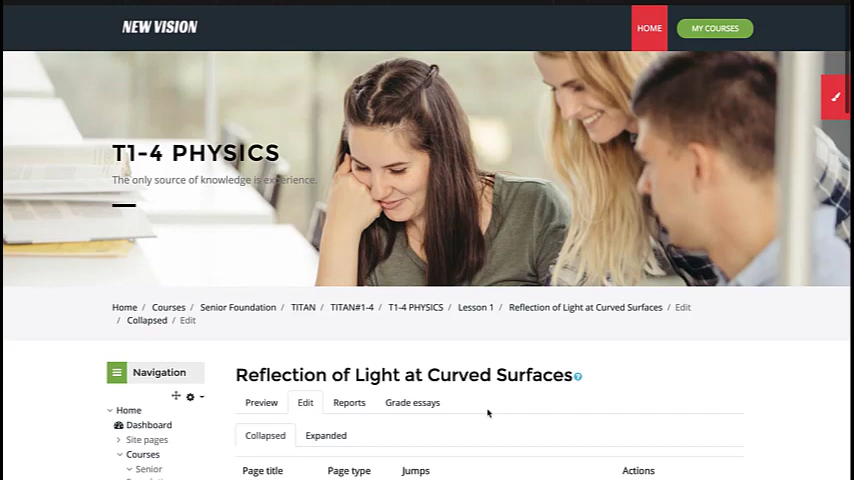 NEW VISION
HOME
MY COURSES
T1-4 PHYSICS
The only source of knowledge is experience.
Home / Courses / Senior Foundation / TITAN / TITAN#1-4 / T1-4 PHYSICS / Lesson 1 / Reflection of Light at Curved Surfaces / Edit
/ Collapsed / Edit
Navigation
Home
Dashboard
Site pages
Courses
Senior
Reflection of Light at Curved Surfaces
Preview Edit Reports Grade essays
Collapsed Expanded
Page title Page type Jumps Actions